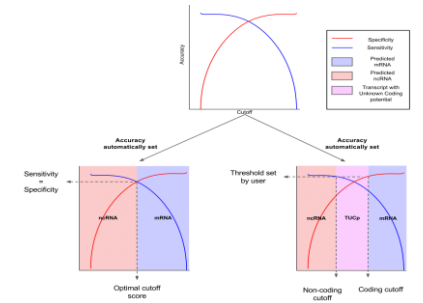 Accuracy
Cutoff
Specificity
Sensitivity
Predicted
mRNA
Predicted
ncRNA
Transcript with
Unknown Coding
potential
Accuracy
automatically set
Accuracy
automatically set
Sensitivity
=
Specificity
ncRNA
mRNA
Optimal cutoff
score
Threshold set
by user
ncRNA
TUCp
mRNA
Non-coding
cutoff
Coding cutoff